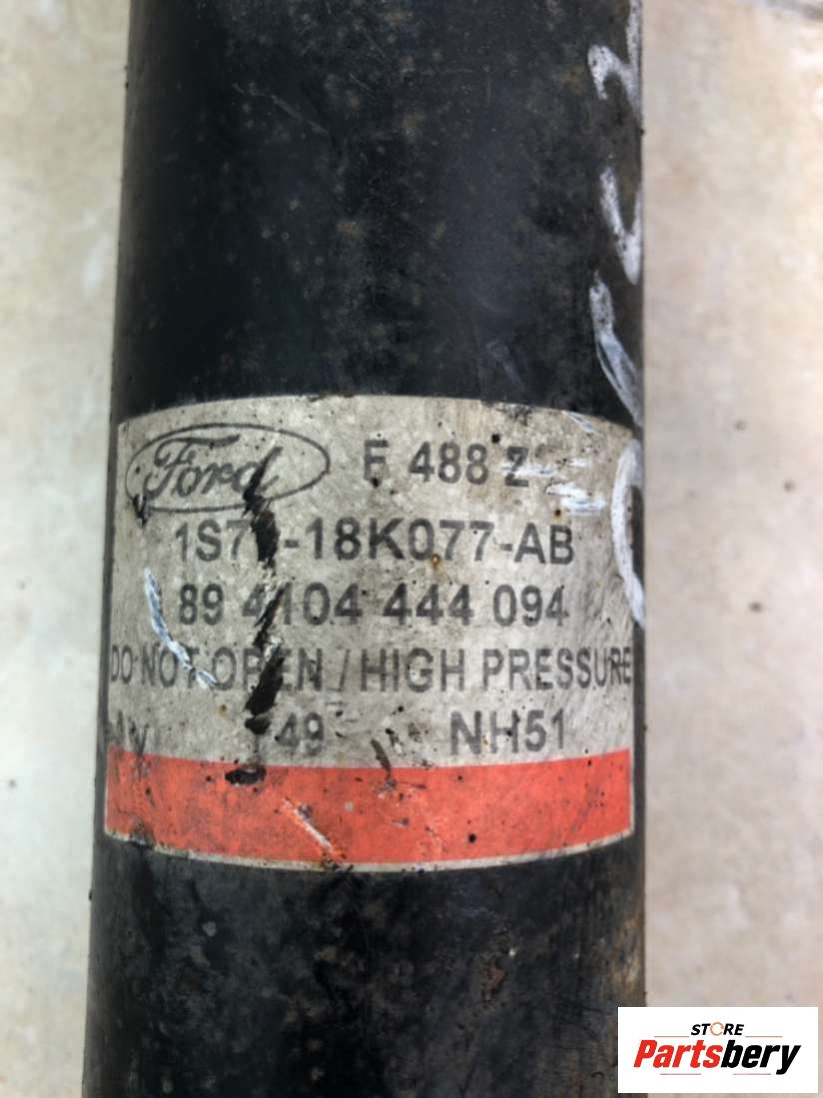 Ford F 488 Z
-18K077-AB
89 4104 444 094
DO NOT OPEN / HIGH PRESSURE
49 NH51
STORE
Partsbery